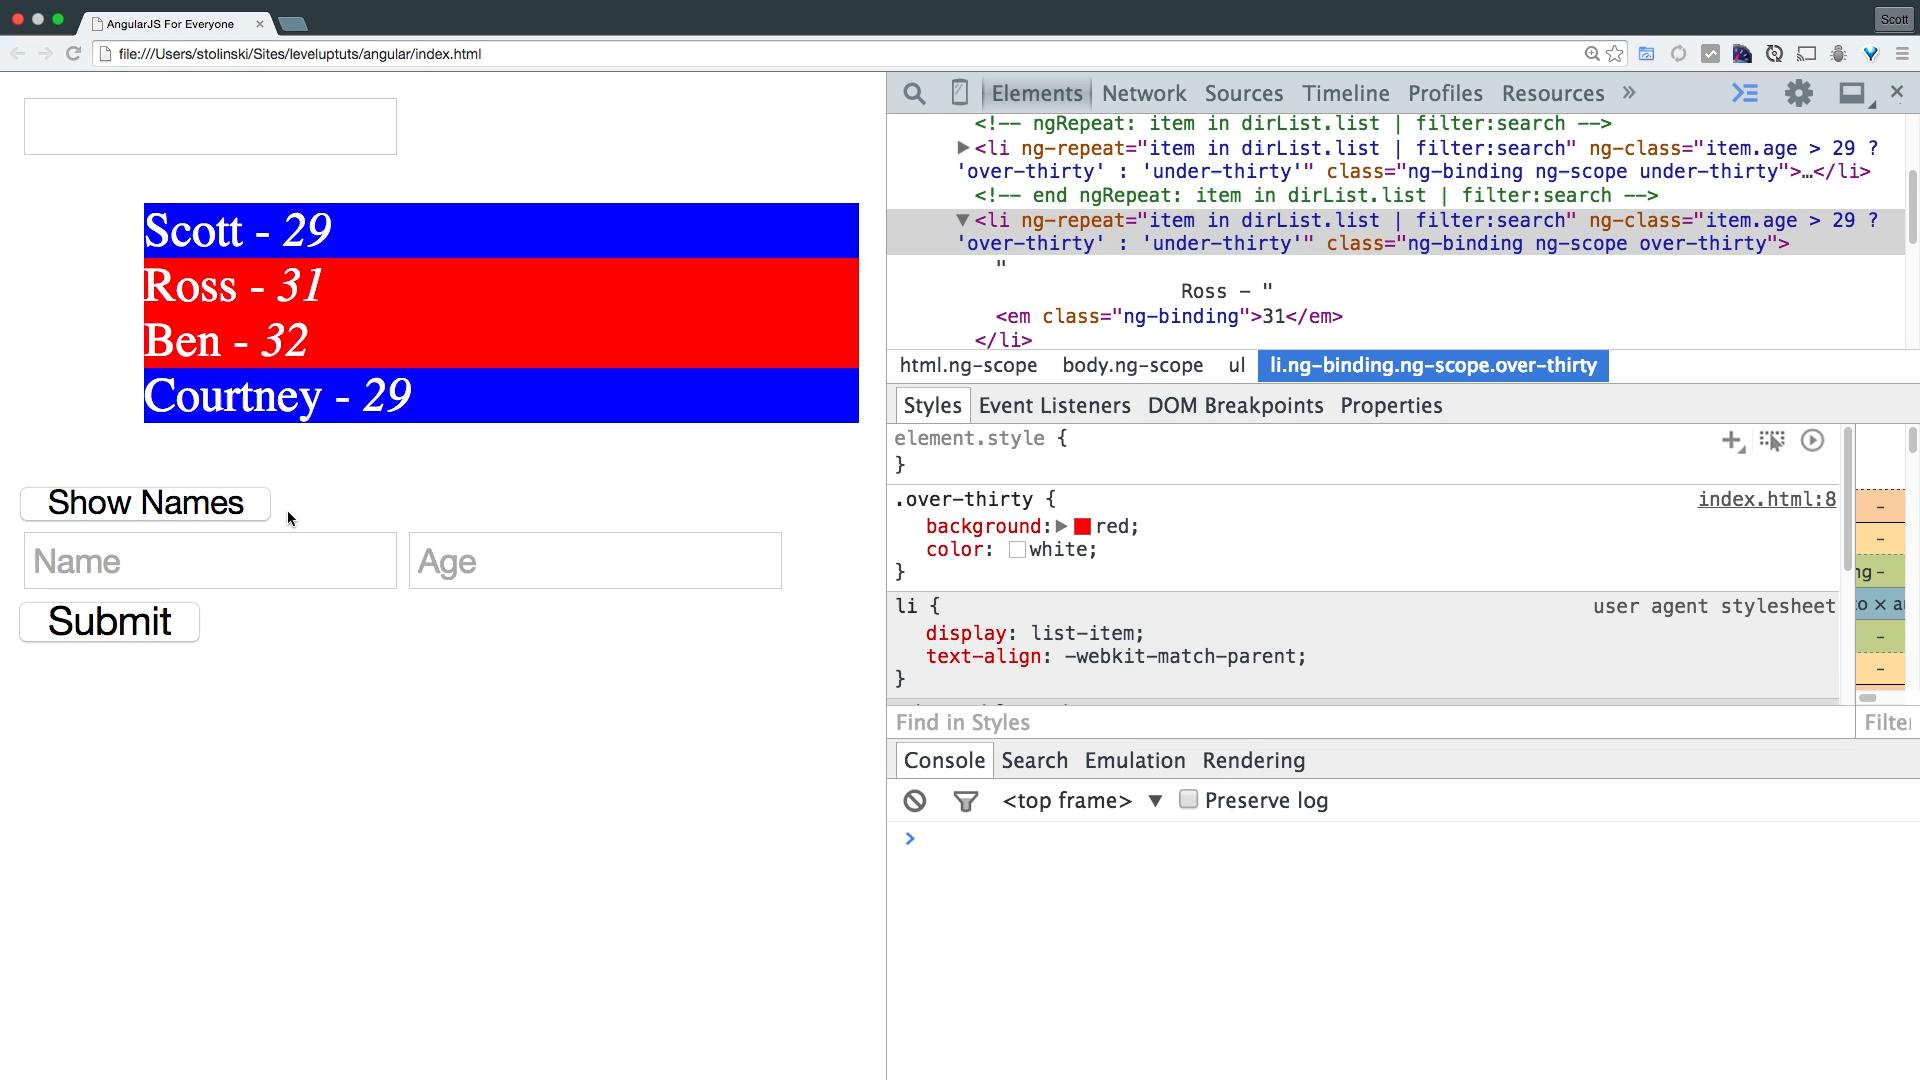 AngularJS For Everyone
Scott
file:///Users/stolinski/Sites/leveluptuts/angular/index.html
Scott - 29
Ross - 31
Ben - 32
Courtney - 29
Show Names
Name
Age
Submit
Elements Network Sources Timeline Profiles Resources »
<!-- ngRepeat: item in dirList.list | filter:search -->
▶<li ng-repeat="item in dirList.list | filter:search" ng-class="item.age > 29 ?
'over-thirty' : 'under-thirty'" class="ng-binding ng-scope under-thirty">…</li>
<!-- end ngRepeat: item in dirList.list | filter:search -->
▼<li ng-repeat="item in dirList.list | filter:search" ng-class="item.age > 29 ?
'over-thirty' : 'under-thirty'" class="ng-binding ng-scope over-thirty">
"
Ross - "
<em class="ng-binding">31</em>
</li>
html.ng-scope body.ng-scope ul li.ng-binding.ng-scope.over-thirty
Styles Event Listeners DOM Breakpoints Properties
element.style {
}
.over-thirty {
index.html:8
background:▶ red;
color: white;
}
li {
user agent stylesheet
display: list-item;
text-align: -webkit-match-parent;
}
Find in Styles
Console Search Emulation Rendering
<top frame> ▼ Preserve log
>